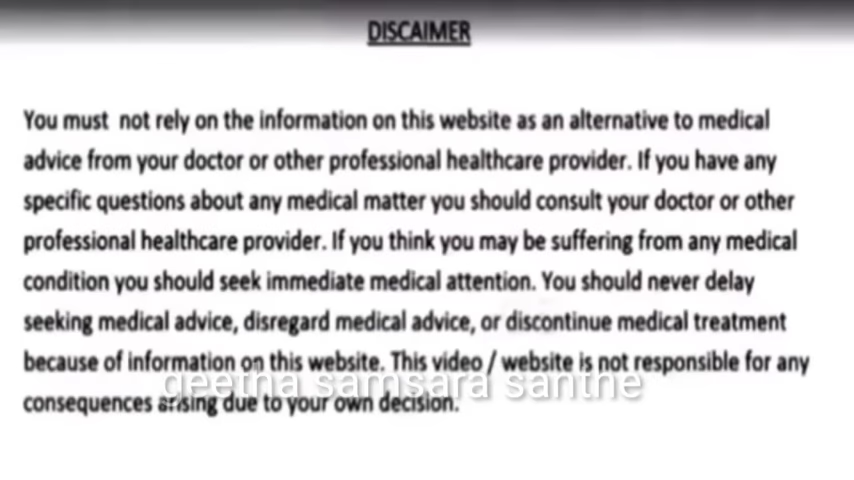 DISCAIMER
You must not rely on the information on this website as an alternative to medical
advice from your doctor or other professional healthcare provider. If you have any
specific questions about any medical matter you should consult your doctor or other
professional healthcare provider. If you think you may be suffering from any medical
condition you should seek immediate medical attention. You should never delay
seeking medical advice, disregard medical advice, or discontinue medical treatment
because of information on this website. This video / website is not responsible for any
geetha samsara santhe
consequences arising due to your own decision.